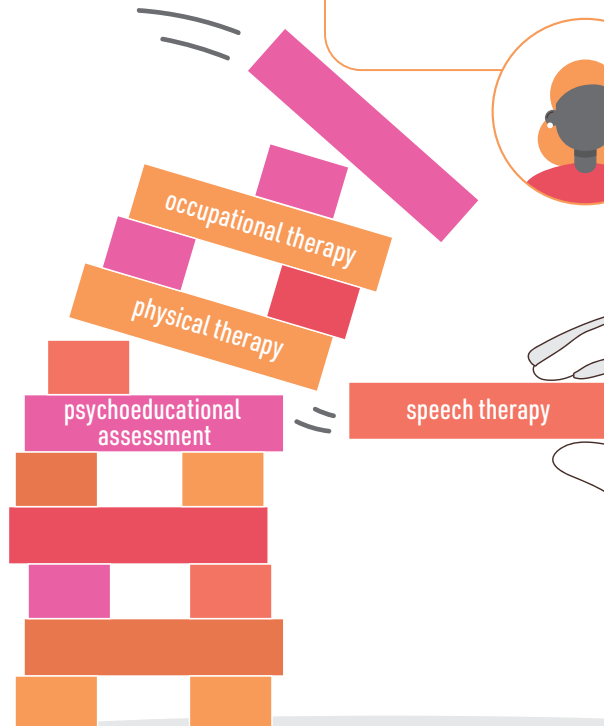 occupational therapy
physical therapy
psychoeducational
assessment
speech therapy